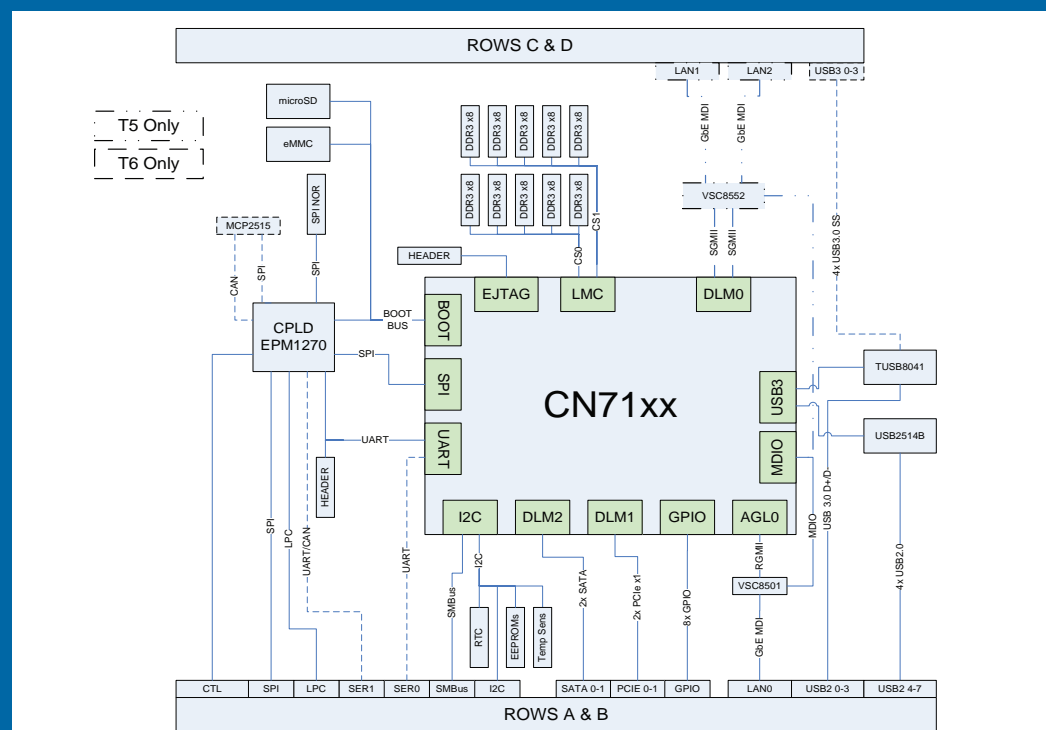 ROWS C & D
LAN1
LAN2
USB3 0-3
microSD
eMMC
T5 Only
T6 Only
DDR3 x8
DDR3 x8
DDR3 x8
DDR3 x8
DDR3 x8
GbE MDI
GbE MDI
SPI NOR
DDR3 x8
DDR3 x8
DDR3 x8
DDR3 x8
DDR3 x8
VSC8552
MCP2515
CS1
CS0
SGMII
SGMII
4x USB3.0 SS
HEADER
CAN
SPI
SPI
EJTAG
LMC
DLM0
BOOT
BOOT
BUS
CPLD
EPM1270
SPI
SPI
CN71xx
USB3
TUSB8041
UART
UART
MDIO
USB2514B
HEADER
USB 3.0 D+/D-
I2C
DLM2
DLM1
GPIO
AGL0
MDIO
SPI
LPC
UART/CAN
UART
I2C
RGMII
VSC8501
4x USB2.0
SMBus
RTC
EEPROMs
Temp Sens
2x SATA
2x PCIe x1
8x GPIO
GbE MDI
CTL
SPI
LPC
SER1
SER0
SMBus
I2C
SATA 0-1
PCIE 0-1
GPIO
LAN0
USB2 0-3
USB2 4-7
ROWS A & B